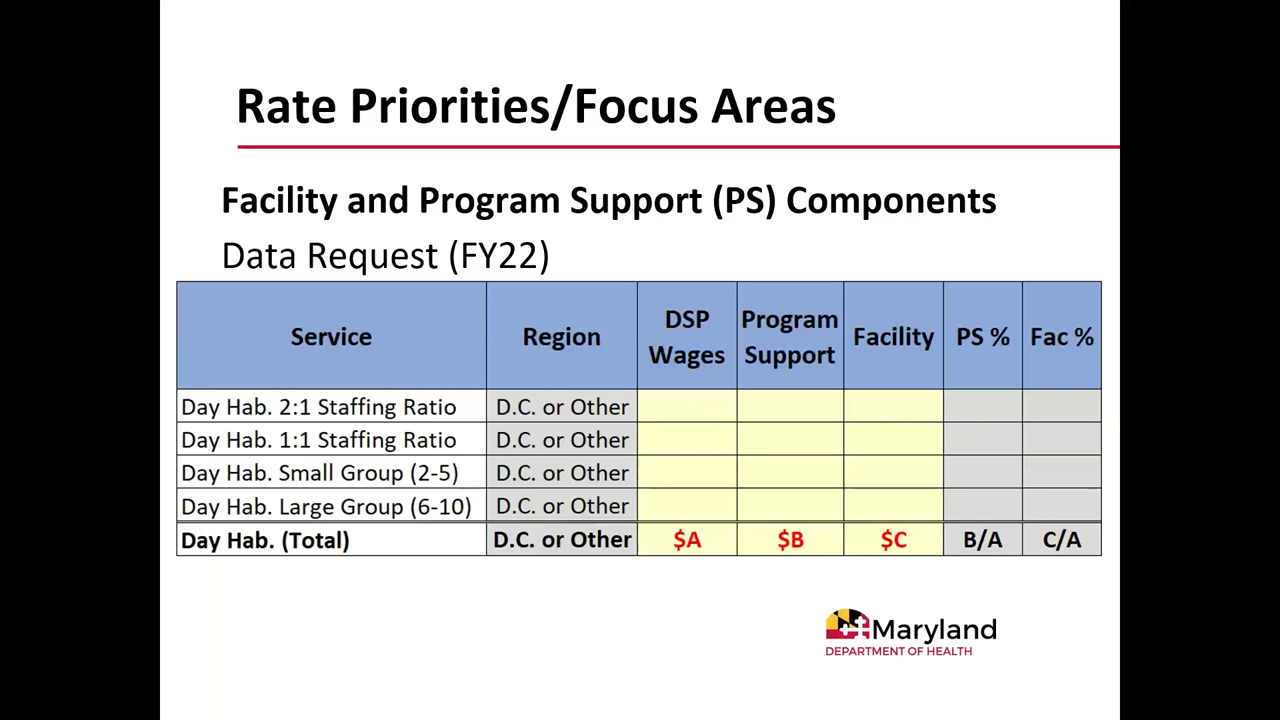 Rate Priorities/Focus Areas
Facility and Program Support (PS) Components
Data Request (FY22)
Service Region DSP Wages Program Support Facility PS % Fac %
Day Hab. 2:1 Staffing Ratio D.C. or Other
Day Hab. 1:1 Staffing Ratio D.C. or Other
Day Hab. Small Group (2-5) D.C. or Other
Day Hab. Large Group (6-10) D.C. or Other
Day Hab. (Total) D.C. or Other $A $B $C B/A C/A
Maryland
DEPARTMENT OF HEALTH